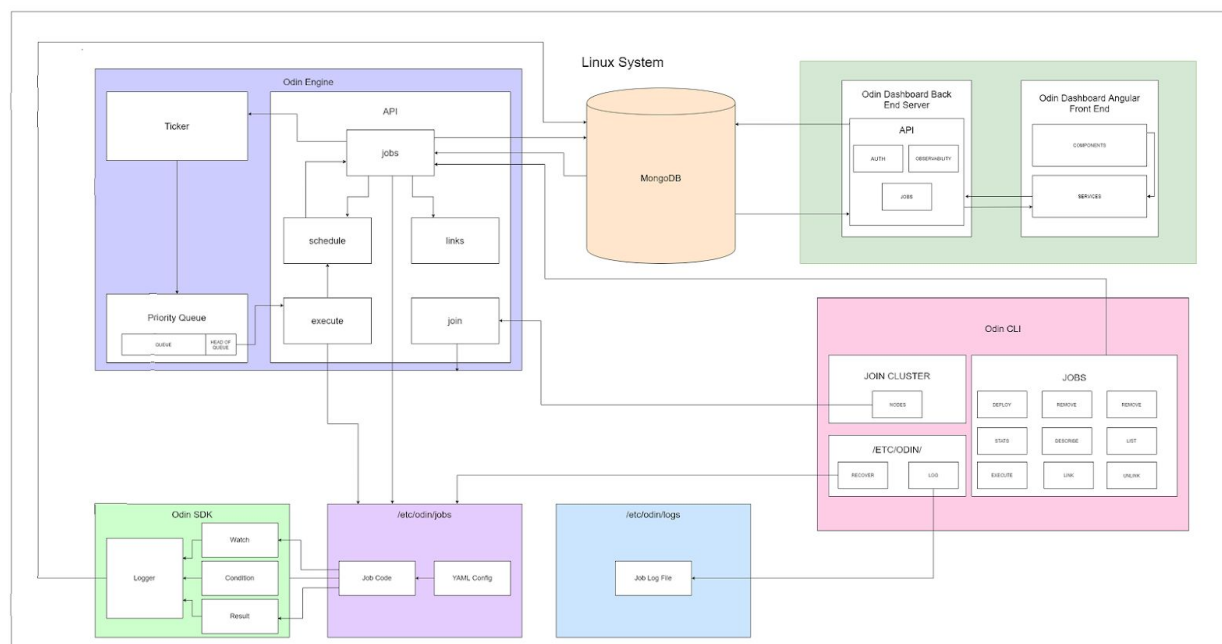 Linux System
Odin Engine
Ticker
API
jobs
schedule
links
Priority Queue
QUEUE
HEAD OF
QUEUE
execute
join
MongoDB
Odin Dashboard Back
End Server
API
AUTH
OBSERVABILITY
JOBS
Odin Dashboard Angular
Front End
COMPONENTS
SERVICES
Odin CLI
JOIN CLUSTER
NODES
/ETC/ODIN/
RECOVER
LOG
JOBS
DEPLOY
REMOVE
REMOVE
STATS
DESCRIBE
LIST
EXECUTE
LINK
UNLINK
Odin SDK
Logger
Watch
Condition
Result
/etc/odin/jobs
Job Code
YAML Config
/etc/odin/logs
Job Log File